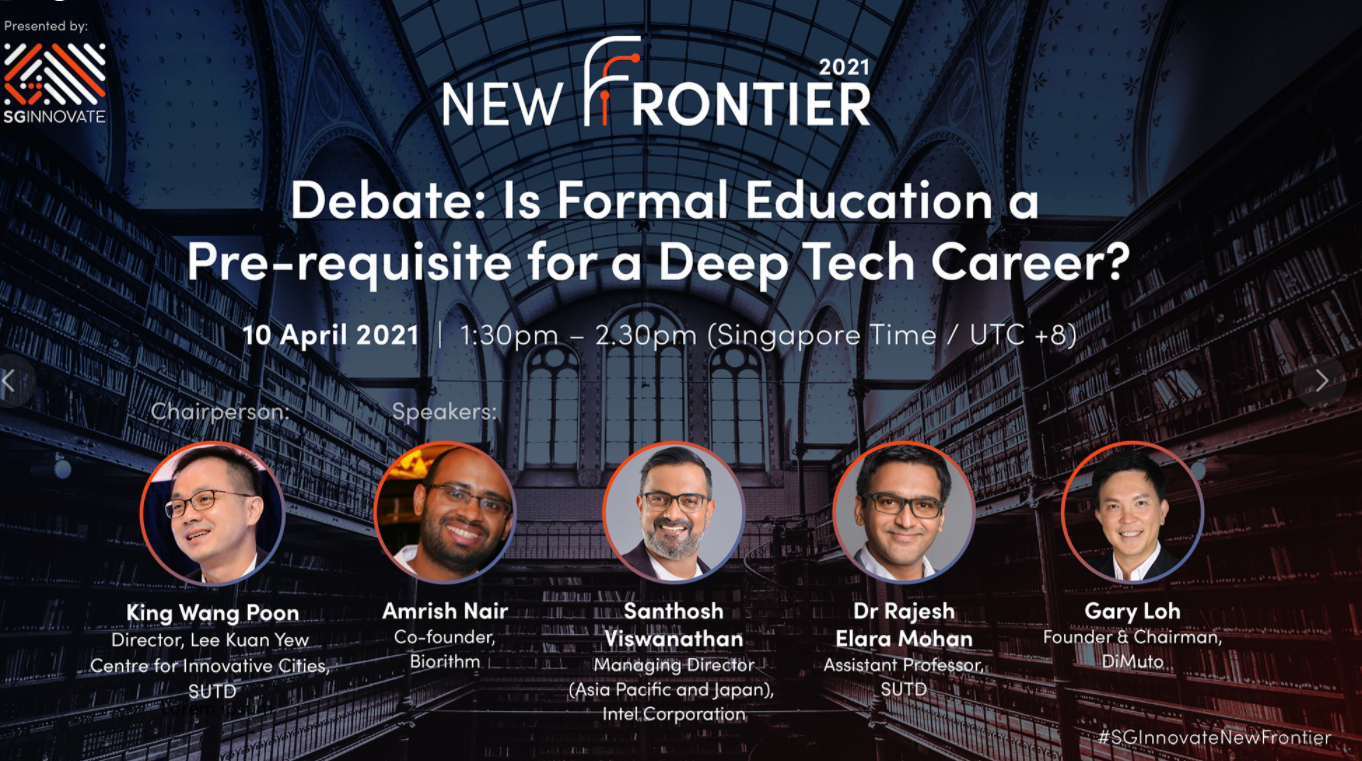 Presented by:
SGINNOVATE
2021
NEW FRONTIER
Debate: Is Formal Education a
Pre-requisite for a Deep Tech Career?
10 April 2021 | 1:30pm – 2.30pm (Singapore Time / UTC +8)
Chairperson:
Speakers:
King Wang Poon
Director, Lee Kuan Yew
Centre for Innovative Cities,
SUTD
Amrish Nair
Co-founder,
Biorithm
Santhosh
Viswanathan
Managing Director
(Asia Pacific and Japan),
Intel Corporation
Dr Rajesh
Elara Mohan
Assistant Professor,
SUTD
Gary Loh
Founder & Chairman,
DiMuto
#SGInnovateNewFrontier